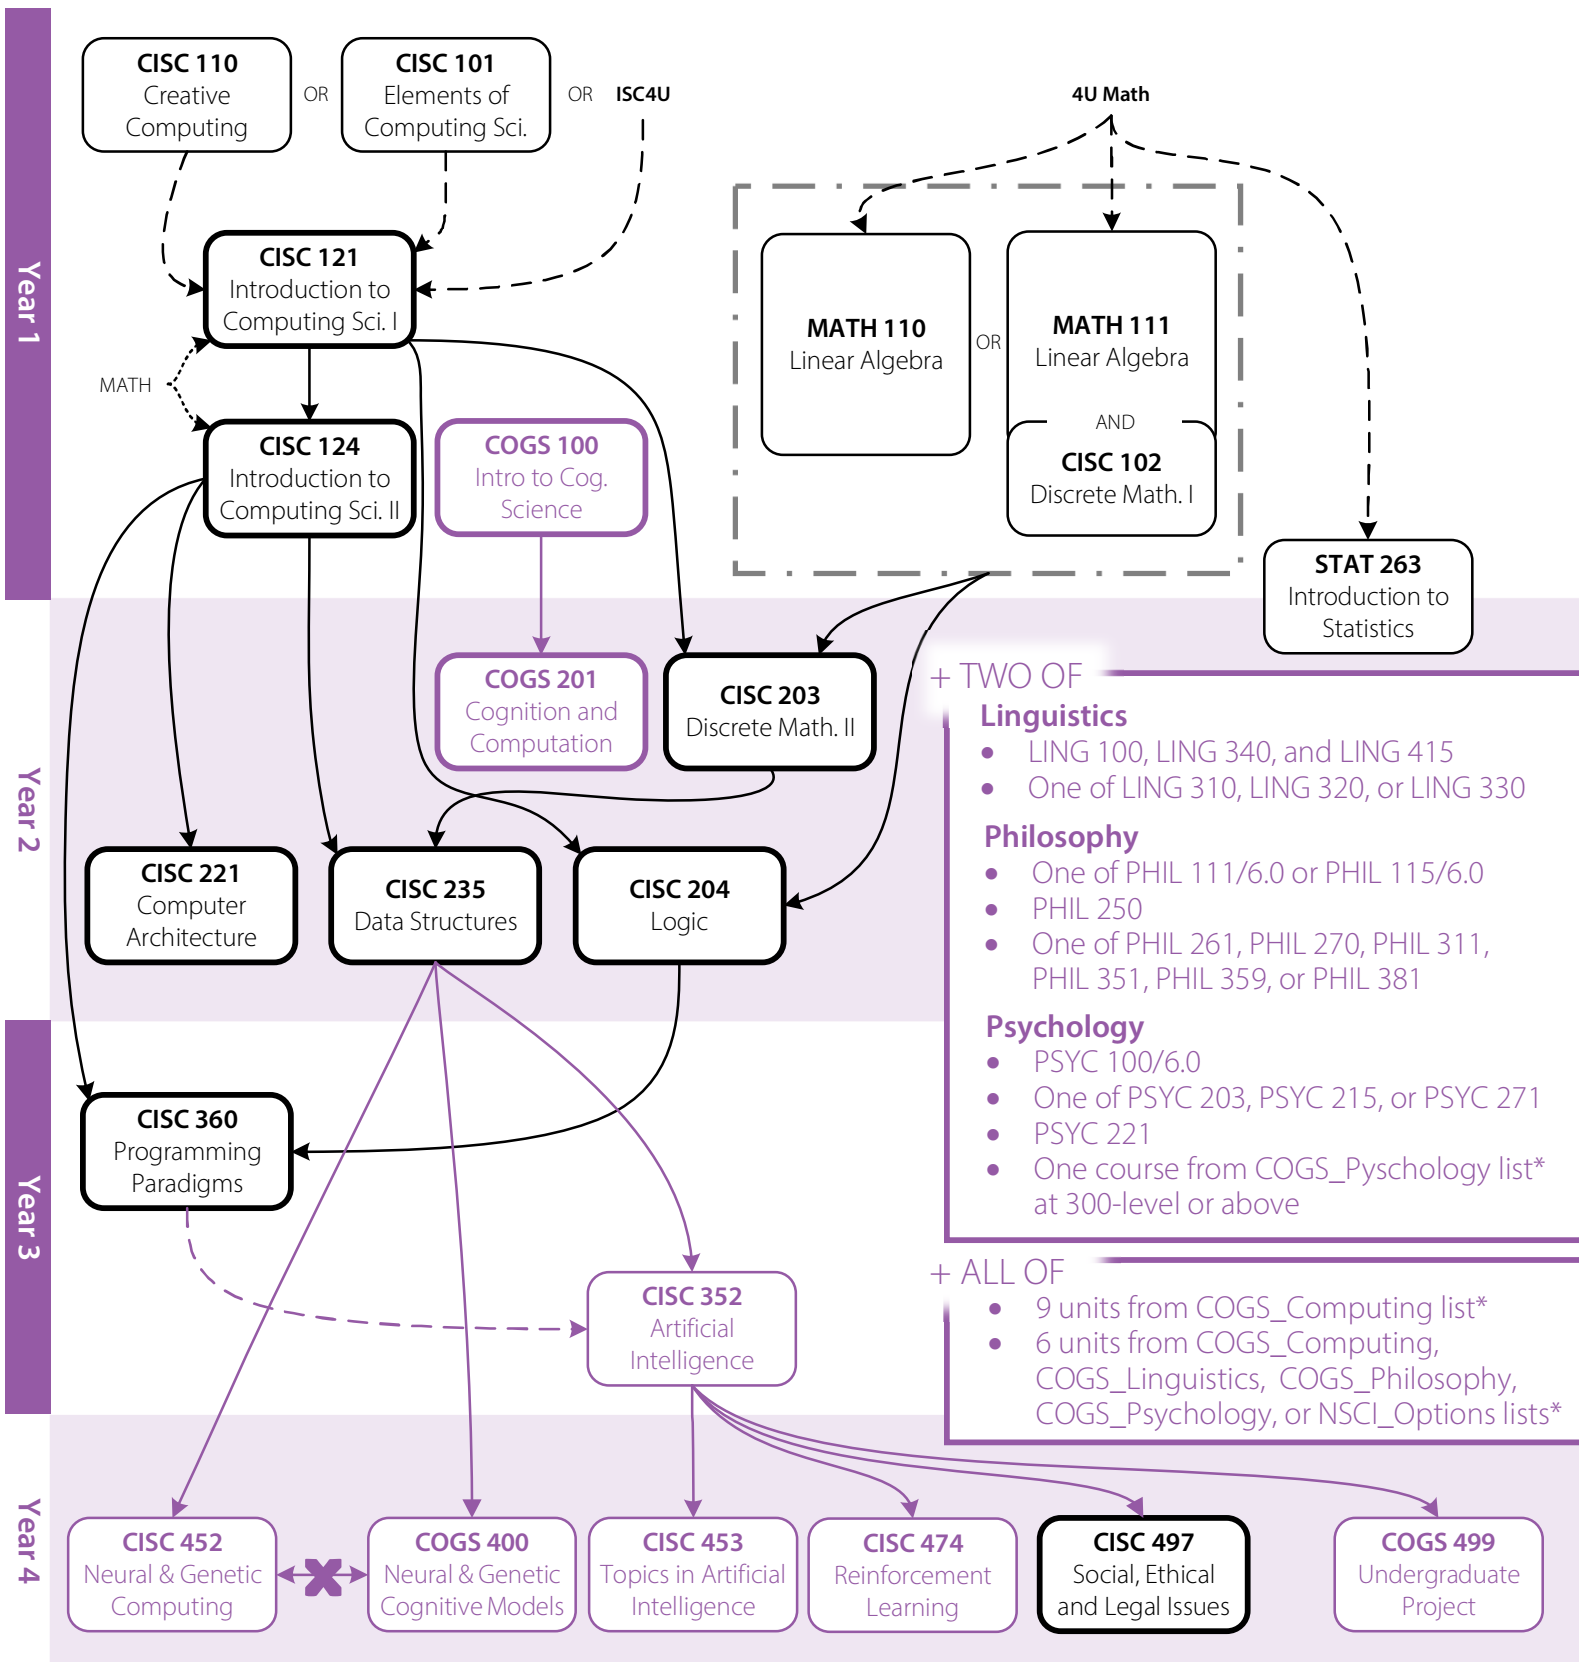 Year 1
CISC 110
Creative
Computing
OR
CISC 101
Elements of
Computing Sci.
OR
ISC4U
4U Math
CISC 121
Introduction to
Computing Sci. I
MATH
CISC 124
Introduction to
Computing Sci. II
COGS 100
Intro to Cog.
Science
MATH 110
Linear Algebra
OR
MATH 111
Linear Algebra
AND
CISC 102
Discrete Math. I
STAT 263
Introduction to
Statistics
Year 2
COGS 201
Cognition and
Computation
CISC 203
Discrete Math. II
CISC 221
Computer
Architecture
CISC 235
Data Structures
CISC 204
Logic
+ TWO OF
Linguistics
• LING 100, LING 340, and LING 415
• One of LING 310, LING 320, or LING 330
Philosophy
• One of PHIL 111/6.0 or PHIL 115/6.0
• PHIL 250
• One of PHIL 261, PHIL 270, PHIL 311,
PHIL 351, PHIL 359, or PHIL 381
Psychology
• PSYC 100/6.0
• One of PSYC 203, PSYC 215, or PSYC 271
• PSYC 221
• One course from COGS_Pyschology list*
at 300-level or above
Year 3
CISC 360
Programming
Paradigms
CISC 352
Artificial
Intelligence
+ ALL OF
• 9 units from COGS_Computing list*
• 6 units from COGS_Computing,
COGS_Linguistics, COGS_Philosophy,
COGS_Psychology, or NSCI_Options lists*
Year 4
CISC 452
Neural & Genetic
Computing
COGS 400
Neural & Genetic
Cognitive Models
CISC 453
Topics in Artificial
Intelligence
CISC 474
Reinforcement
Learning
CISC 497
Social, Ethical
and Legal Issues
COGS 499
Undergraduate
Project